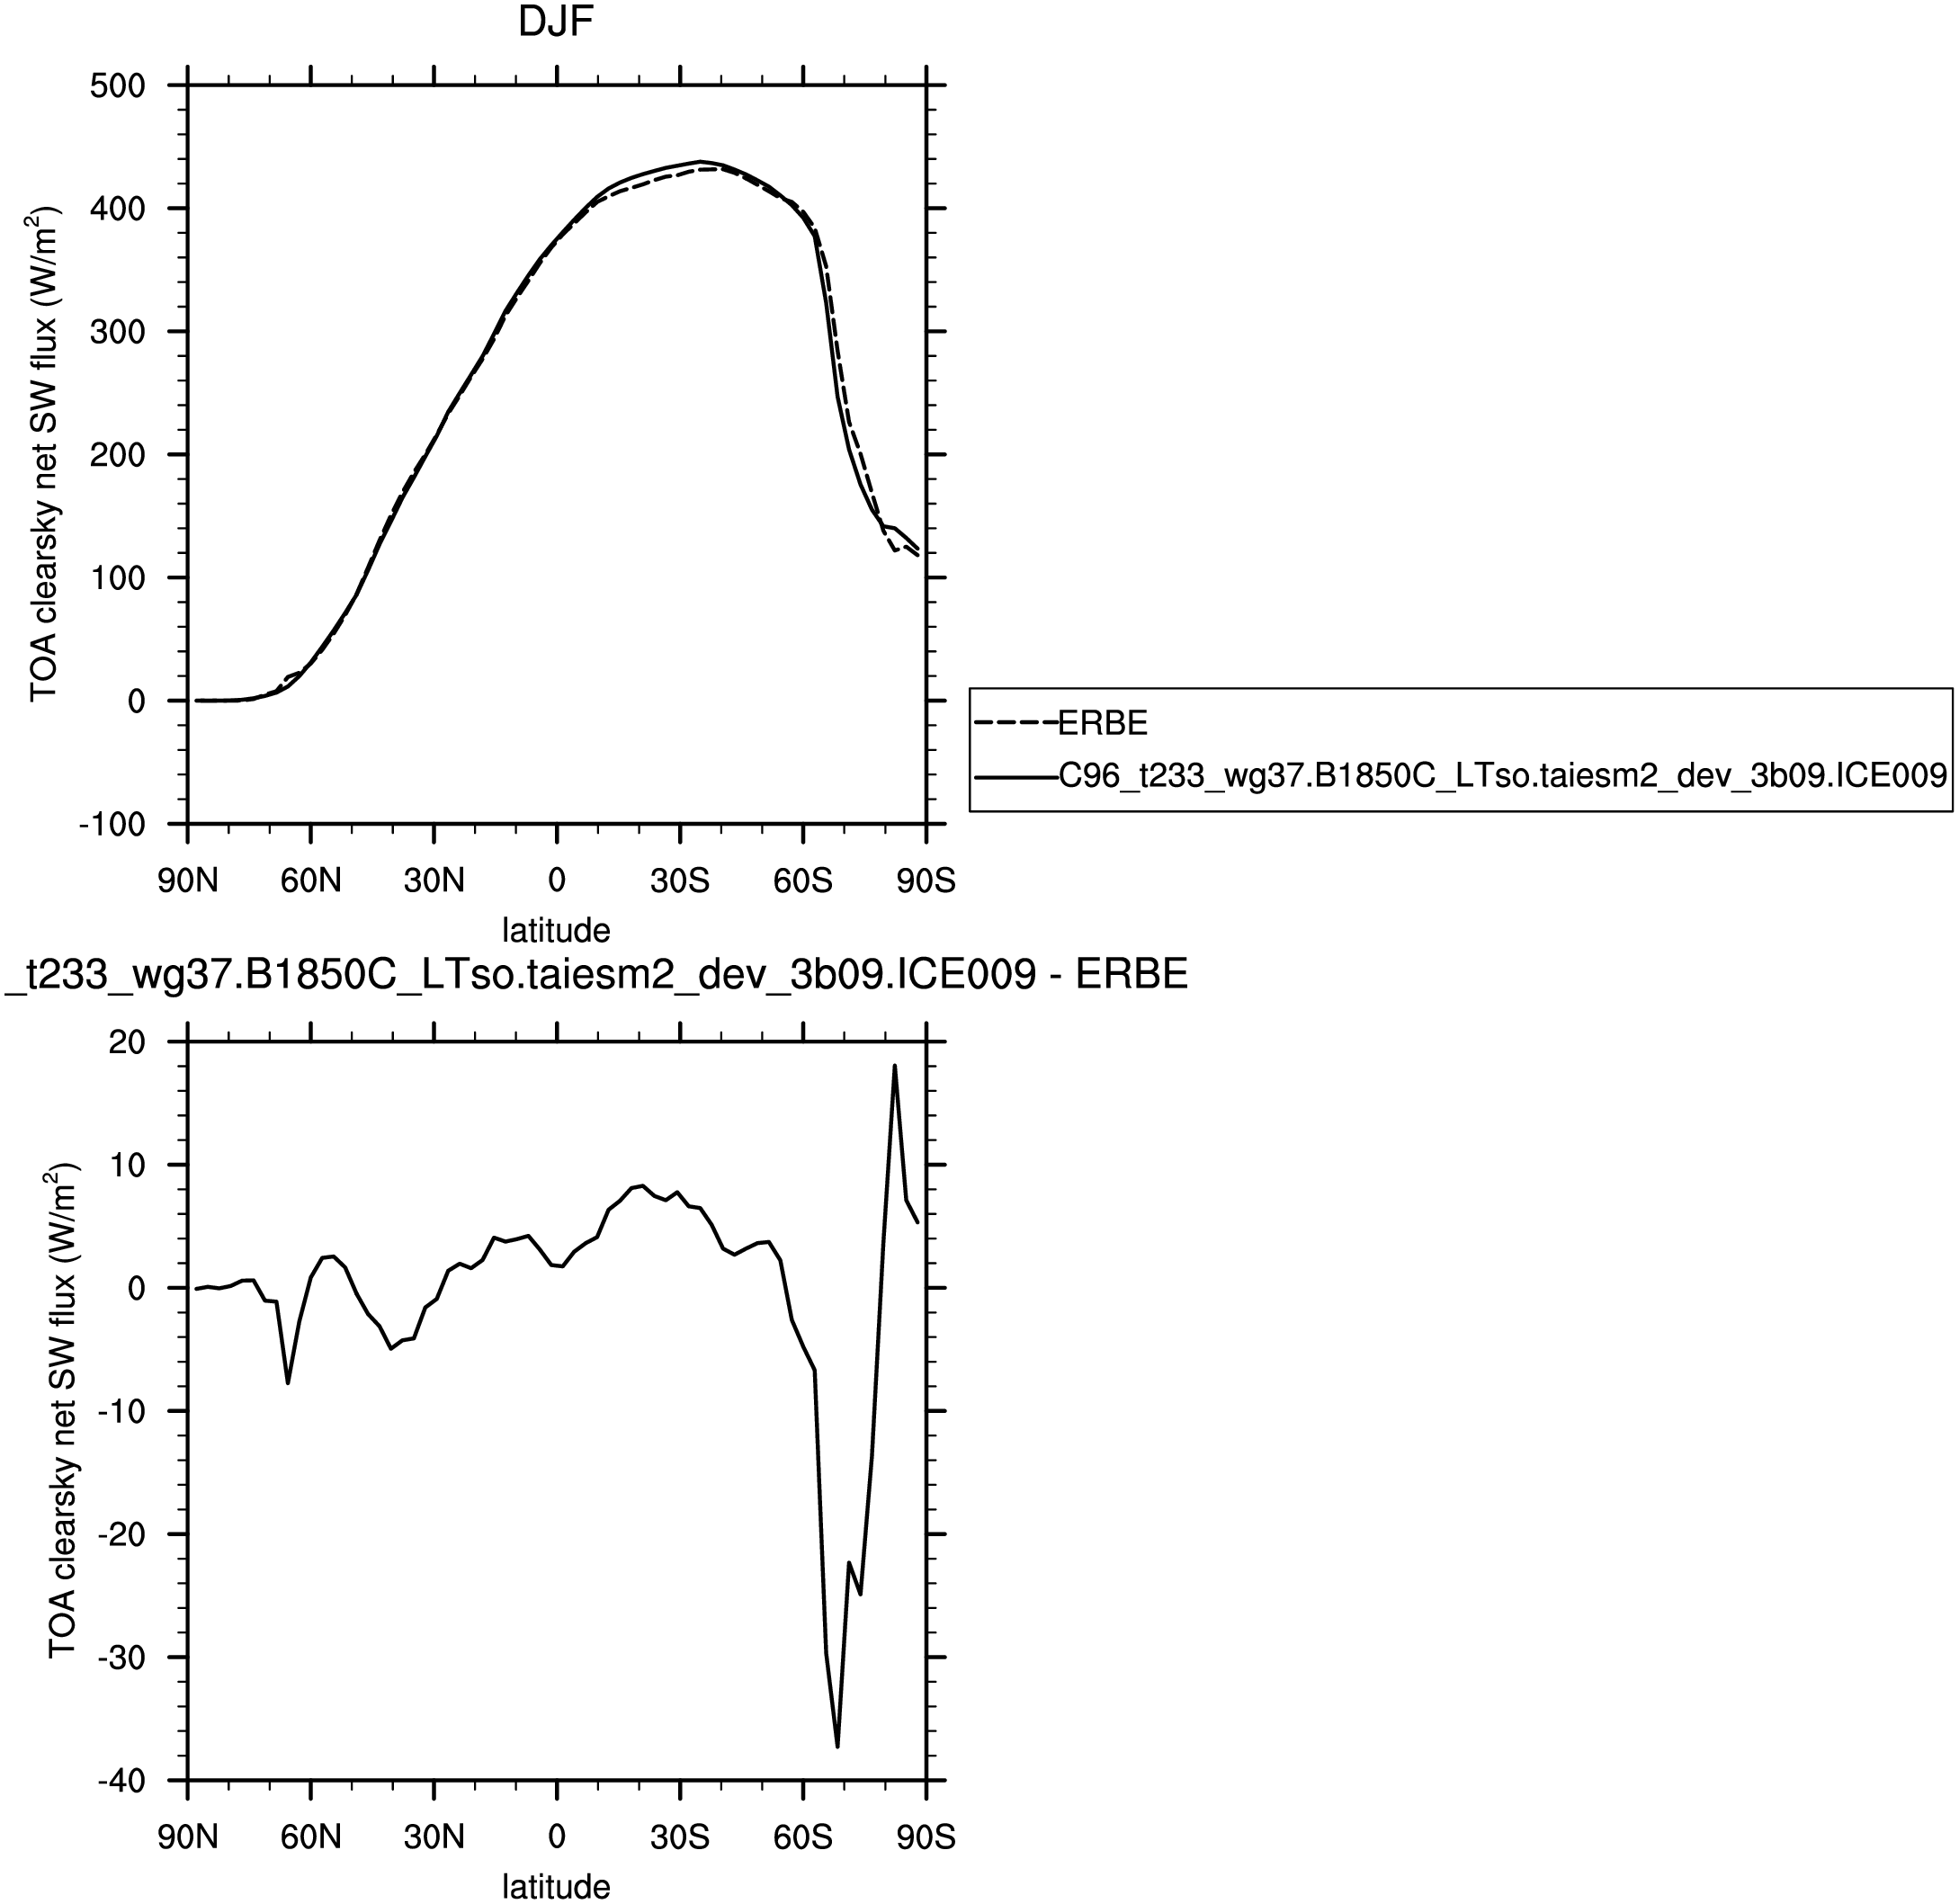 DJF
TOA clearsky net SW flux (W/m²)
500
400
300
200
100
0
-100
90N 60N 30N 0 30S 60S 90S
latitude
ERBE
C96_t233_wg37.B1850C_LTso.taiesm2_dev_3b09.ICE009
_t233_wg37.B1850C_LTso.taiesm2_dev_3b09.ICE009 - ERBE
TOA clearsky net SW flux (W/m²)
20
10
0
-10
-20
-30
-40
90N 60N 30N 0 30S 60S 90S
latitude